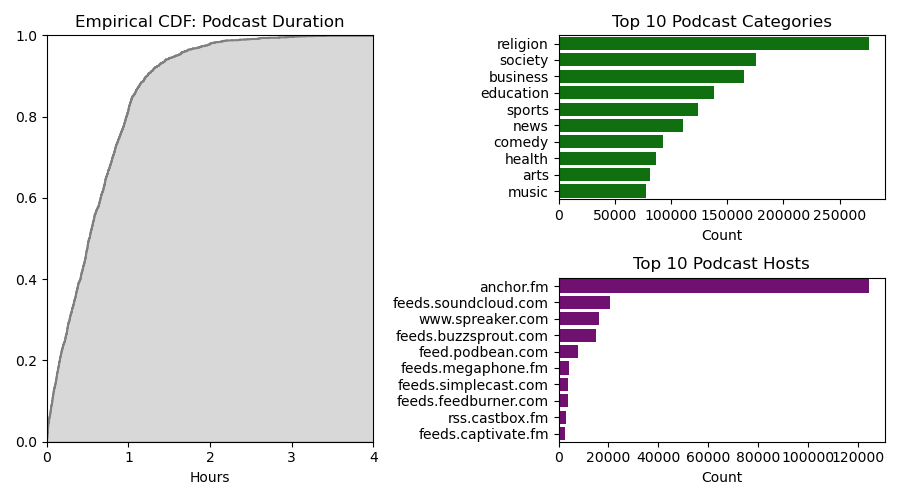 Empirical CDF: Podcast Duration
1.0
0.8
0.6
0.4
0.2
0.0
0 1 2 3 4
Hours
Top 10 Podcast Categories
religion
society
business
education
sports
news
comedy
health
arts
music
0 50000 100000 150000 200000 250000
Count
Top 10 Podcast Hosts
anchor.fm
feeds.soundcloud.com
www.spreaker.com
feeds.buzzsprout.com
feed.podbean.com
feeds.megaphone.fm
feeds.simplecast.com
feeds.feedburner.com
rss.castbox.fm
feeds.captivate.fm
0 20000 40000 60000 80000 100000 120000
Count